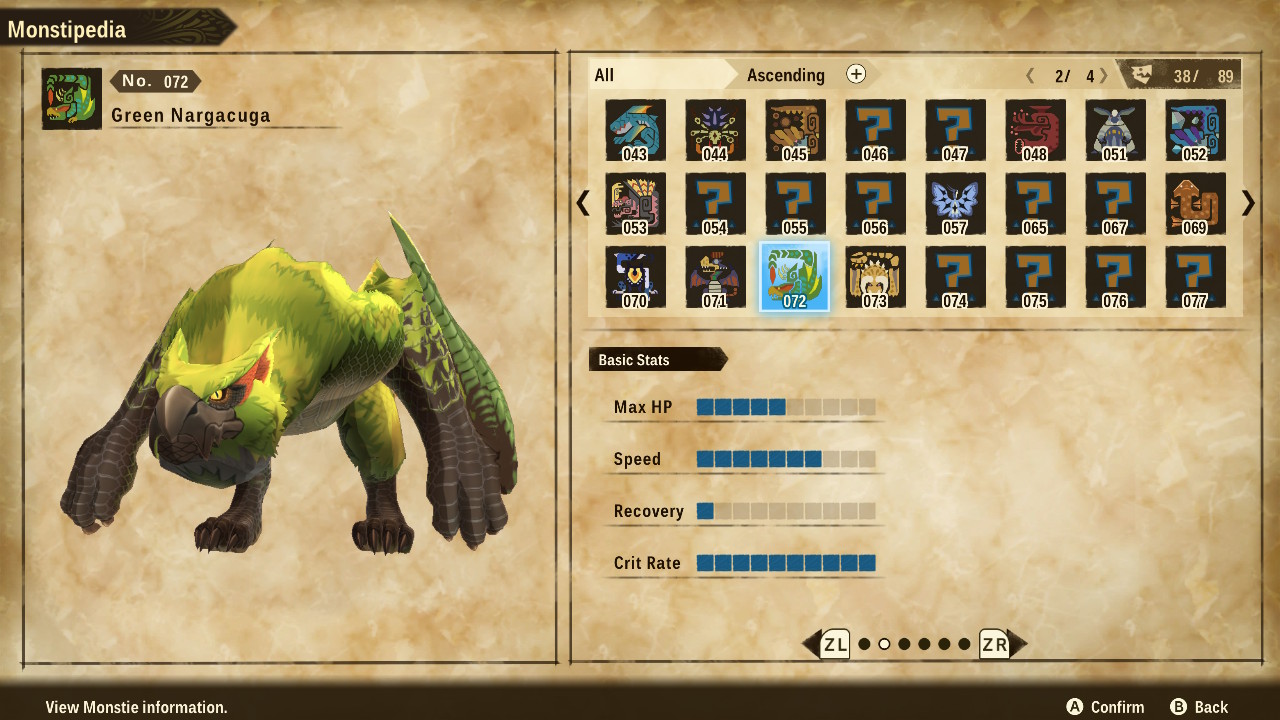 Monstipedia
No. 072
Green Nargacuga
All
Ascending
2/ 4
38/ 89
043 044 045 046 047 048 051 052
053 054 055 056 057 065 067 069
070 071 072 073 074 075 076 077
Basic Stats
Max HP
Speed
Recovery
Crit Rate
ZL ZR
View Monstie information.
A Confirm B Back